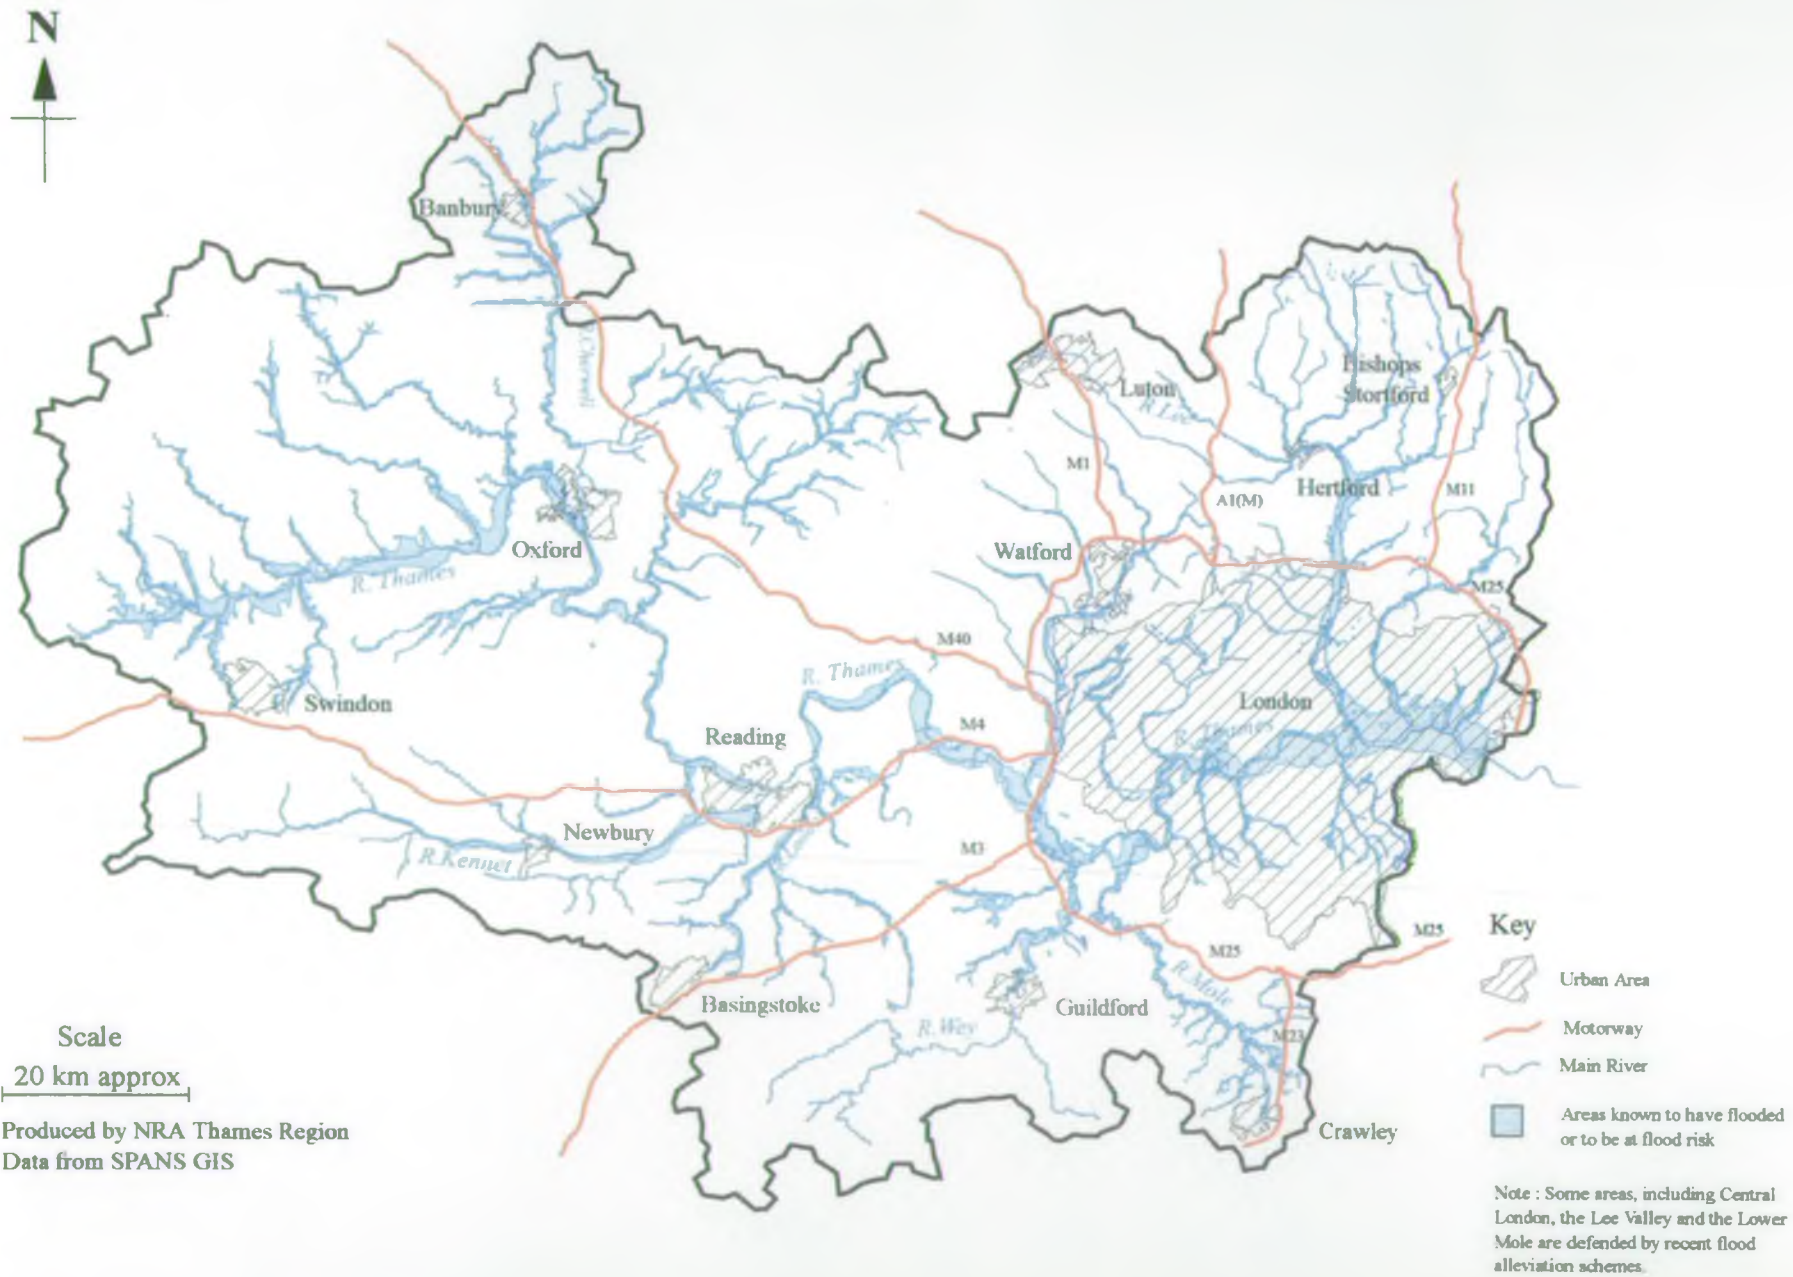 N
Banbury
R. Cherwell
Luton
R Lee
Bishops
Stortford
M1
A1(M)
Hertford
M11
Oxford
R. Thames
Watford
M25
M40
R. Thames
Swindon
London
Reading
M4
R. Thames
Newbury
R Kennet
M3
M25
M25
Key
R. Mole
Urban Area
Basingstoke
Guildford
R. Wey
Motorway
M23
Scale
20 km approx
Main River
Areas known to have flooded
or to be at flood risk
Produced by NRA Thames Region
Data from SPANS GIS
Crawley
Note : Some areas, including Central
London, the Lee Valley and the Lower
Mole are defended by recent flood
alleviation schemes.